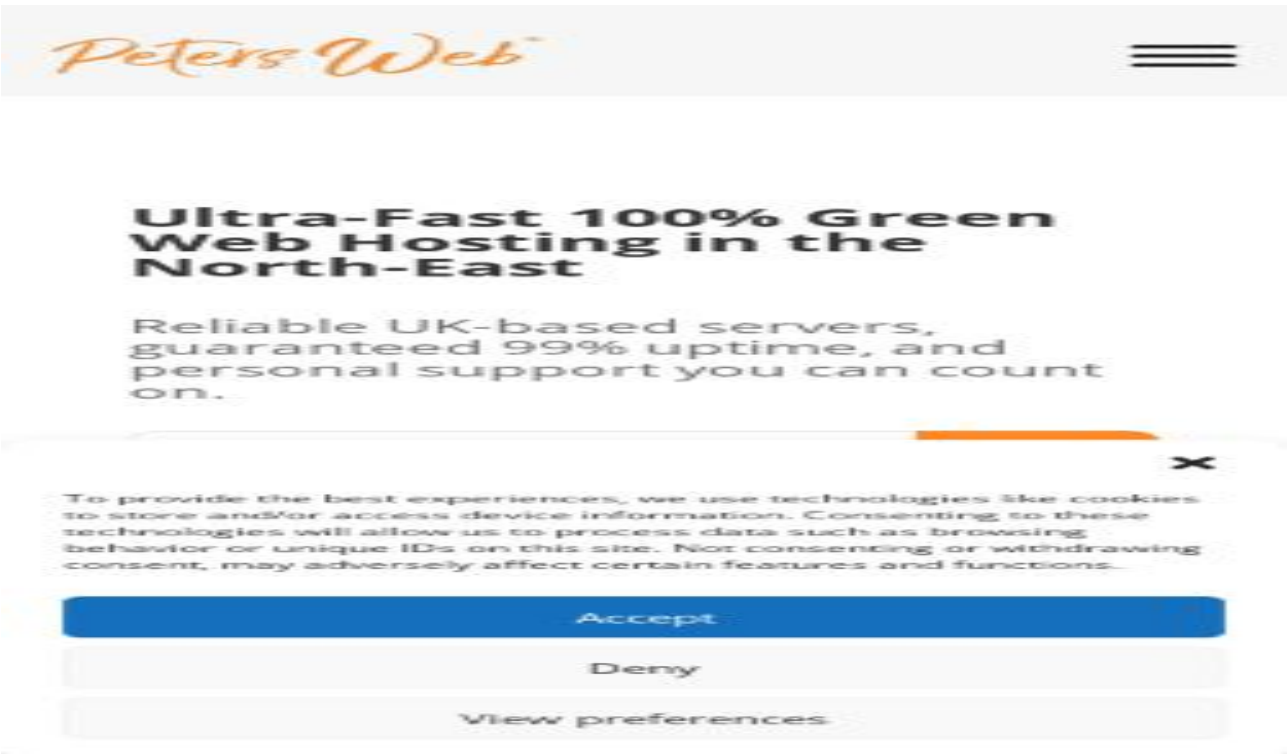 Peters Web
Ultra-Fast 100% Green
Web Hosting in the
North-East
Reliable UK-based servers,
guaranteed 99% uptime, and
personal support you can count
on.
To provide the best experiences, we use technologies like cookies
to store and/or access device information. Consenting to these
technologies will allow us to process data such as browsing
behavior or unique IDs on this site. Not consenting or withdrawing
consent, may adversely affect certain features and functions.
Accept
Deny
View preferences